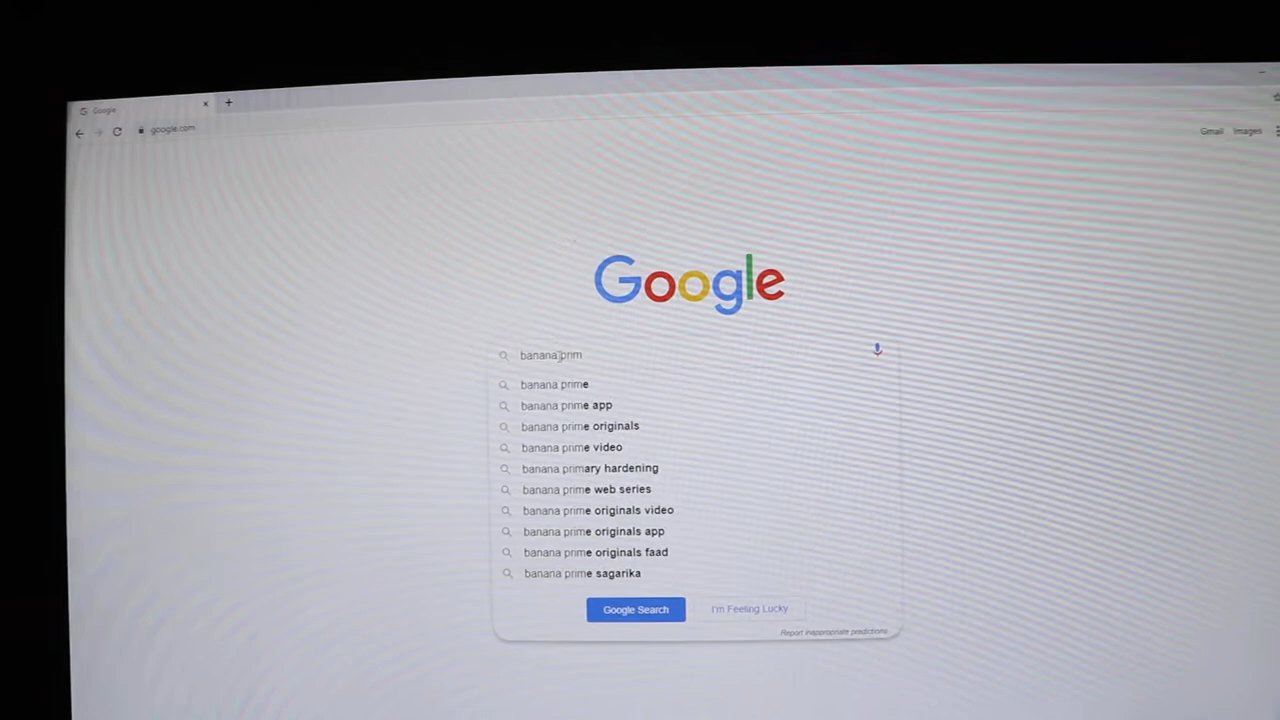 Google
google.com
Gmail Images
Google
banana prim
banana prime
banana prime app
banana prime originals
banana prime video
banana primary hardening
banana prime web series
banana prime originals video
banana prime originals app
banana prime originals faad
banana prime sagarika
Google Search I'm Feeling Lucky
Report inappropriate predictions